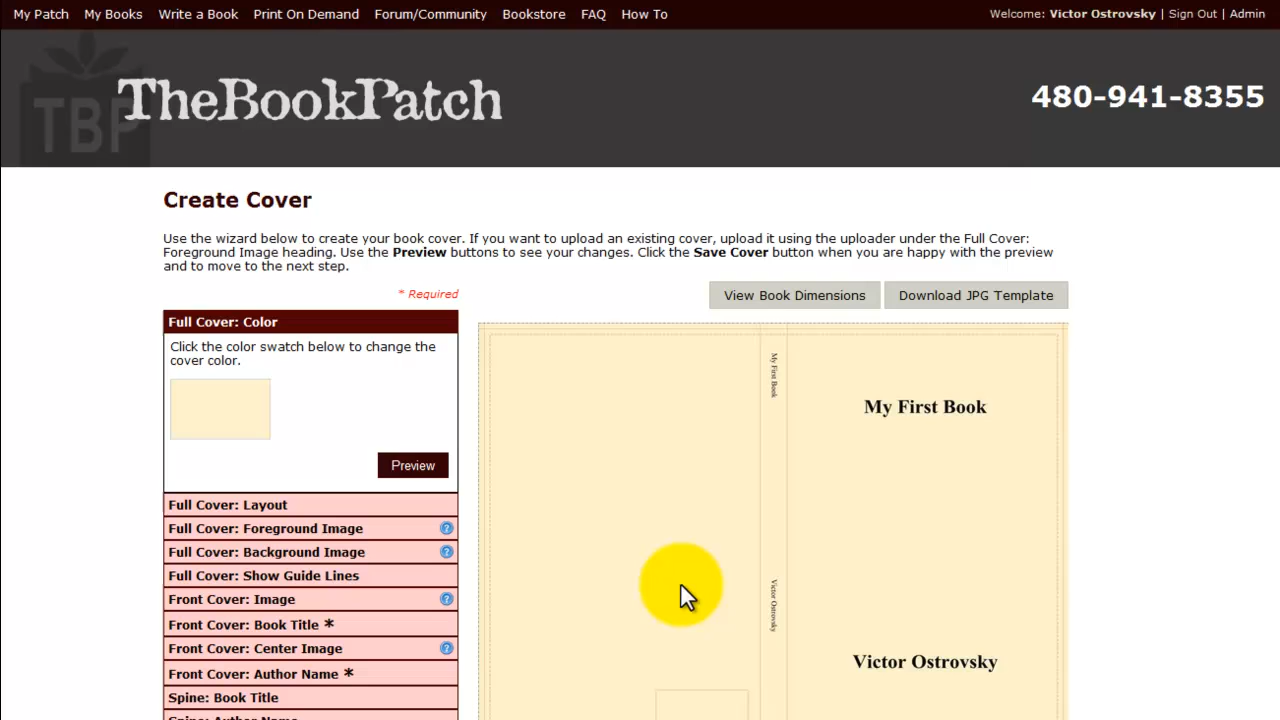 My Patch My Books Write a Book Print On Demand Forum/Community Bookstore FAQ How To
Welcome: Victor Ostrovsky | Sign Out | Admin
TBP
TheBookPatch
480-941-8355
Create Cover
Use the wizard below to create your book cover. If you want to upload an existing cover, upload it using the uploader under the Full Cover:
Foreground Image heading. Use the Preview buttons to see your changes. Click the Save Cover button when you are happy with the preview
and to move to the next step.
* Required
View Book Dimensions
Download JPG Template
Full Cover: Color
Click the color swatch below to change the
cover color.
Preview
Full Cover: Layout
Full Cover: Foreground Image ?
Full Cover: Background Image ?
Full Cover: Show Guide Lines
Front Cover: Image ?
Front Cover: Book Title *
Front Cover: Center Image ?
Front Cover: Author Name *
Spine: Book Title
Spine: Author Name
My First Book
Victor Ostrovsky
My First Book
Victor Ostrovsky